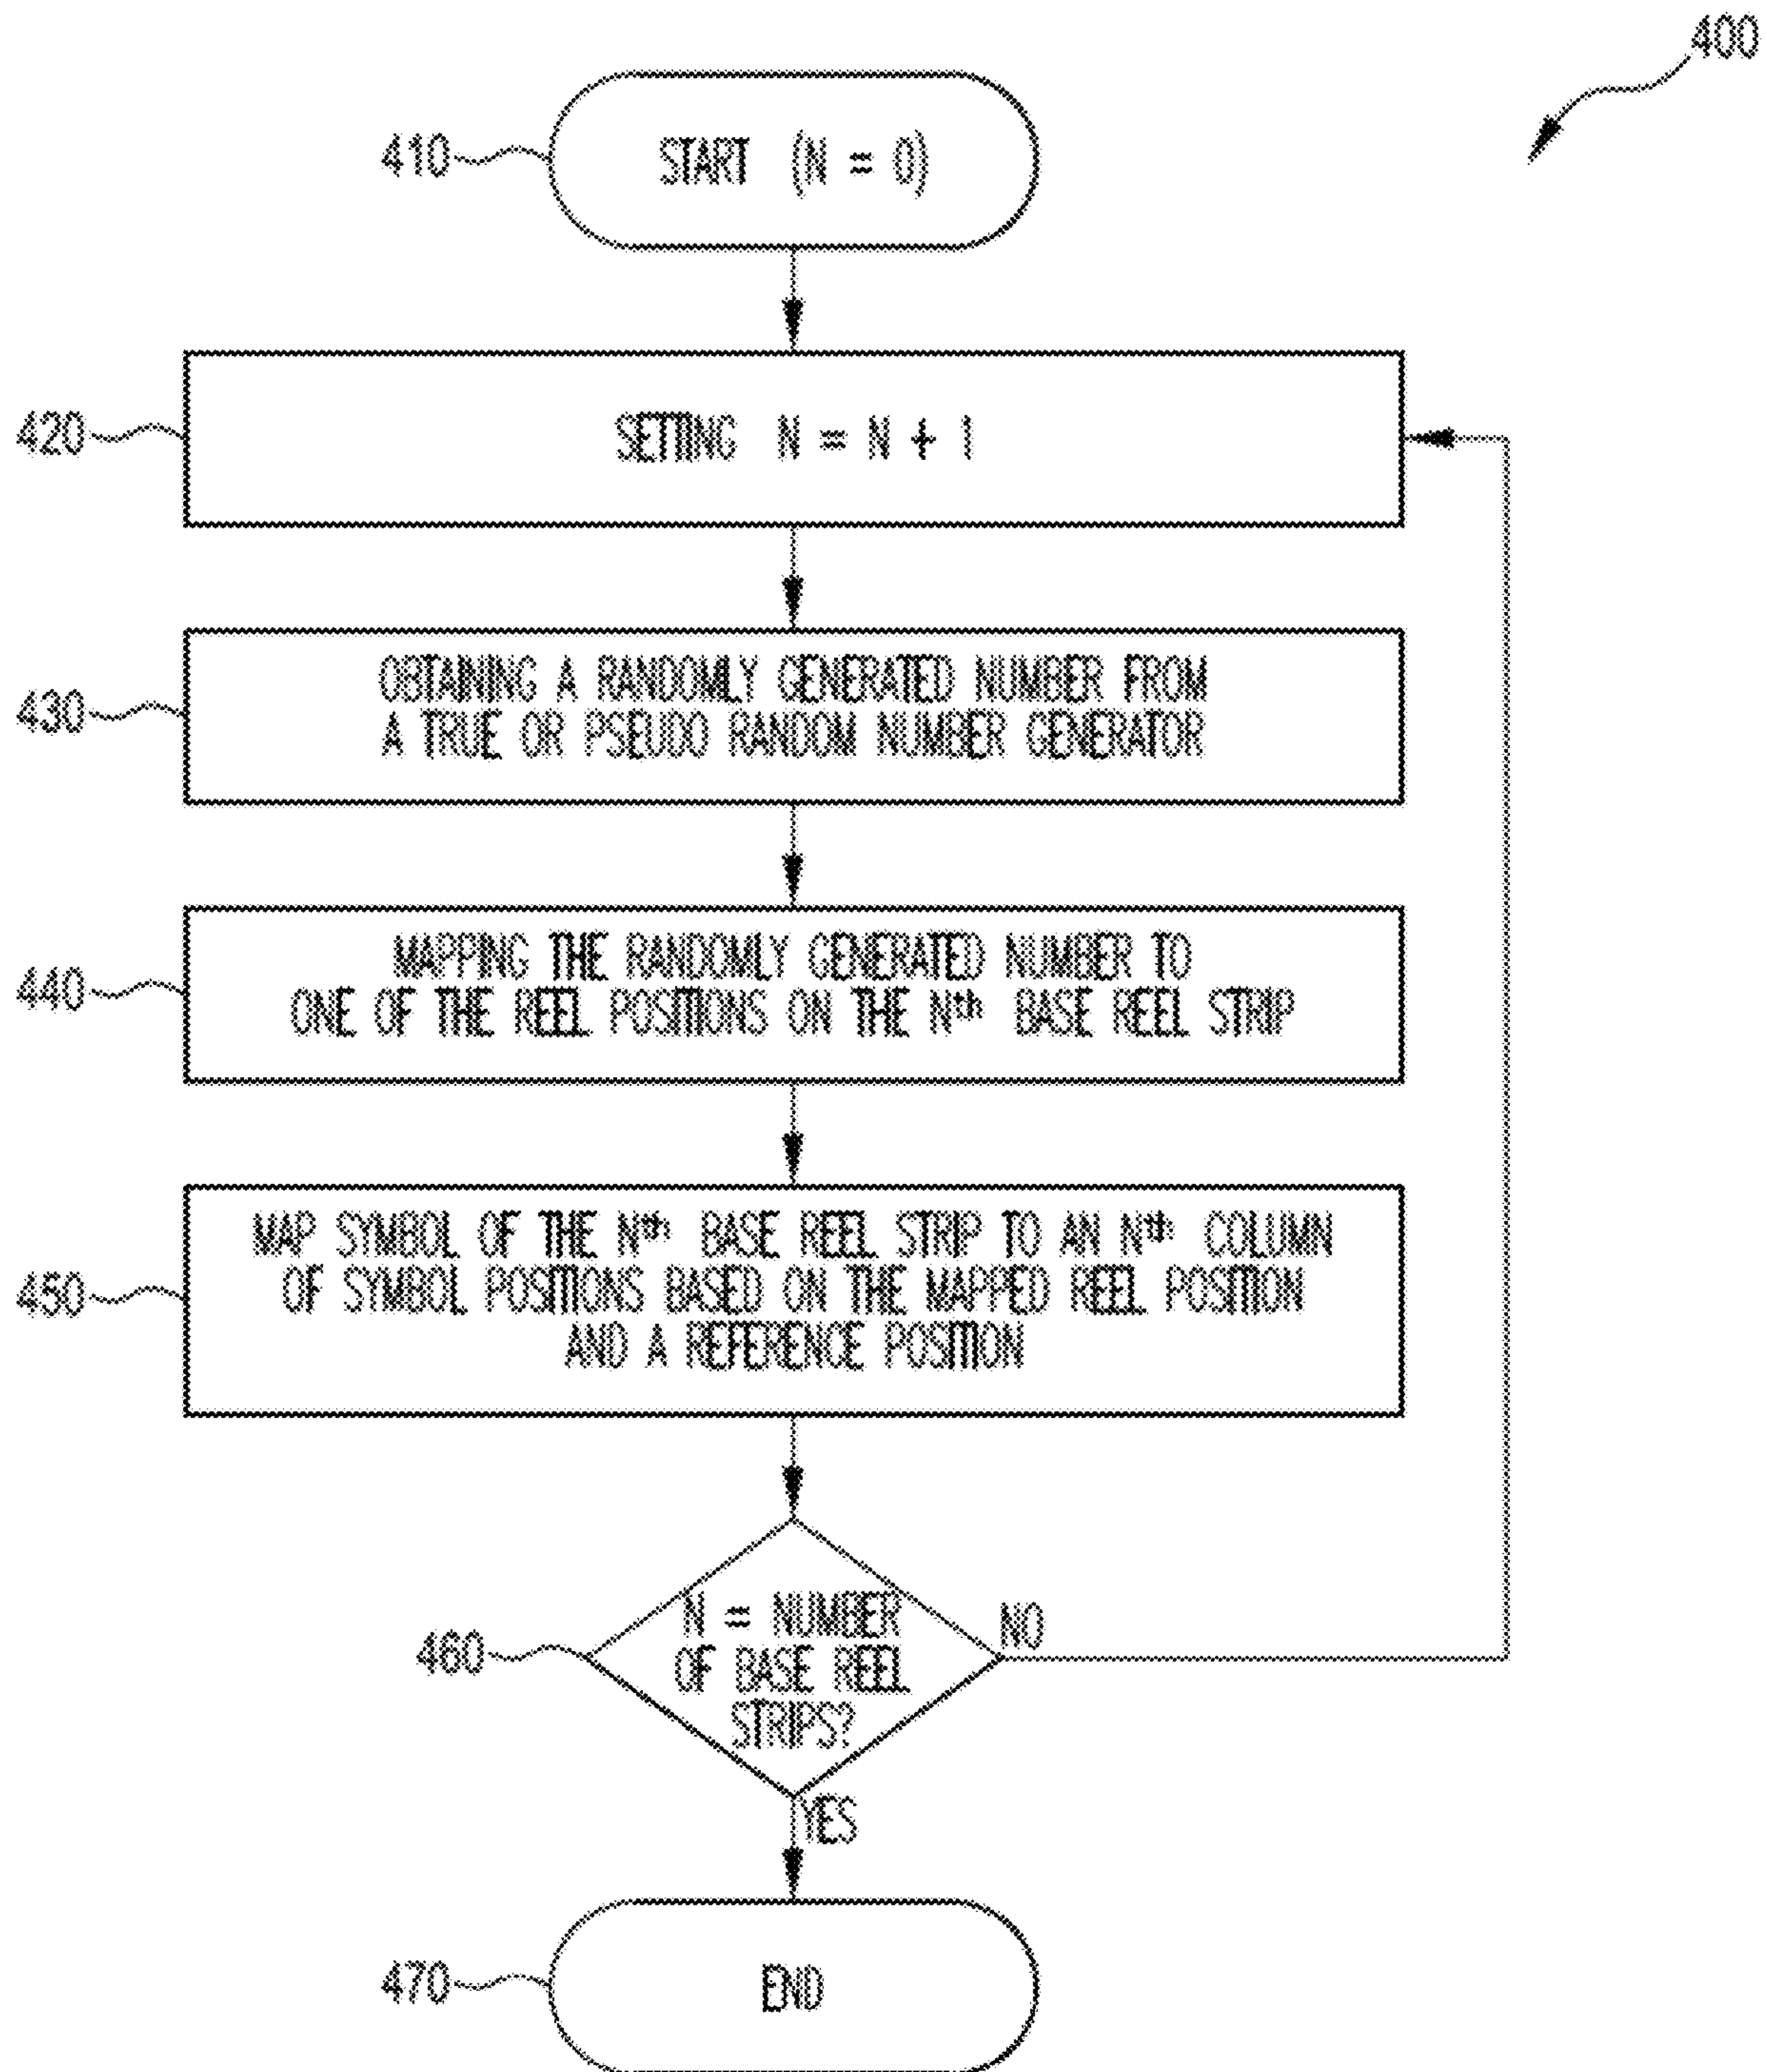 400
410
START (N = 0)
420
SETTING N = N + 1
430
OBTAINING A RANDOMLY GENERATED NUMBER FROM
A TRUE OR PSEUDO RANDOM NUMBER GENERATOR
440
MAPPING THE RANDOMLY GENERATED NUMBER TO
ONE OF THE REEL POSITIONS ON THE Nth BASE REEL STRIP
450
MAP SYMBOL OF THE Nth BASE REEL STRIP TO AN Nth COLUMN
OF SYMBOL POSITIONS BASED ON THE MAPPED REEL POSITION
AND A REFERENCE POSITION
460
N = NUMBER
OF BASE REEL
STRIPS?
NO
YES
470
END